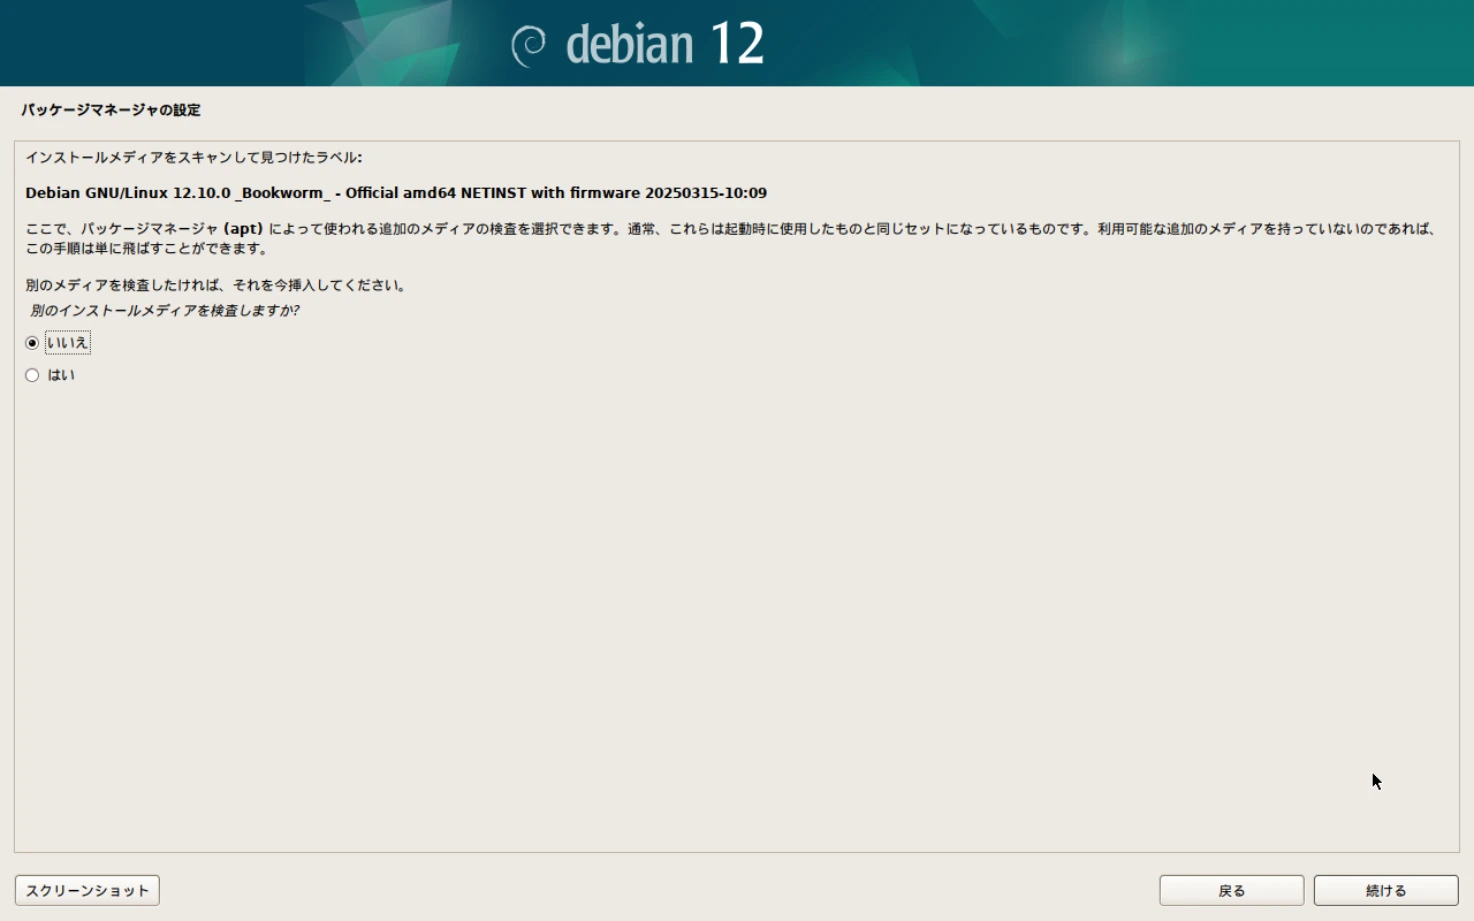 debian 12
パッケージマネージャの設定
インストールメディアをスキャンして見つけたラベル:
Debian GNU/Linux 12.10.0 _Bookworm_ - Official amd64 NETINST with firmware 20250315-10:09
ここで、パッケージマネージャ (apt) によって使われる追加のメディアの検査を選択できます。通常、これらは起動時に使用したものと同じセットになっているものです。利用可能な追加のメディアを持っていないのであれば、
この手順は単に飛ばすことができます。
別のメディアを検査したければ、それを今挿入してください。
別のインストールメディアを検査しますか?
いいえ
はい
スクリーンショット
戻る
続ける